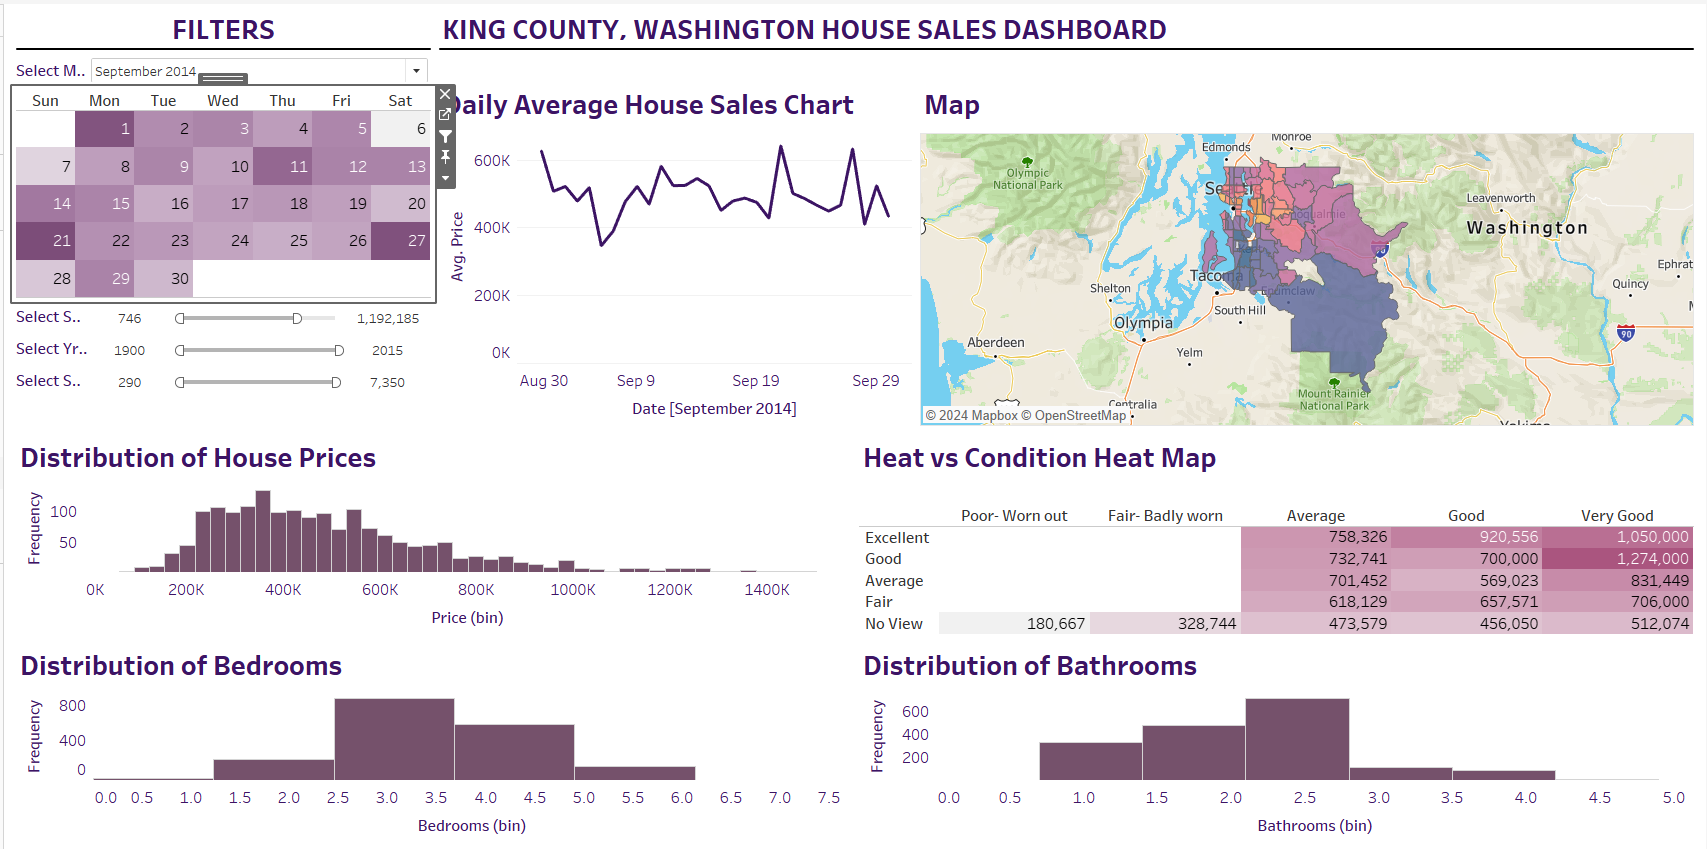 FILTERS
KING COUNTY, WASHINGTON HOUSE SALES DASHBOARD
Select M..
September 2014
Sun Mon Tue Wed Thu Fri Sat
1 2 3 4 5 6
7 8 9 10 11 12 13
14 15 16 17 18 19 20
21 22 23 24 25 26 27
28 29 30
Select S.. 746 1,192,185
Select Yr.. 1900 2015
Select S.. 290 7,350
Daily Average House Sales Chart
Avg. Price
600K
400K
200K
0K
Aug 30 Sep 9 Sep 19 Sep 29
Date [September 2014]
Map
Monroe
Edmonds
Olympic
National Park
Leavenworth
Washington
Tacoma
Enumclaw
Ephrat
Quincy
Shelton
South Hill
Olympia
90
90
Aberdeen
Yelm
Mount Rainier
National Park
Centralia
© 2024 Mapbox © OpenStreetMap
Distribution of House Prices
Frequency
100
50
0K 200K 400K 600K 800K 1000K 1200K 1400K
Price (bin)
Heat vs Condition Heat Map
Poor- Worn out Fair- Badly worn Average Good Very Good
Excellent 758,326 920,556 1,050,000
Good 732,741 700,000 1,274,000
Average 701,452 569,023 831,449
Fair 618,129 657,571 706,000
No View 180,667 328,744 473,579 456,050 512,074
Distribution of Bedrooms
Frequency
800
400
0
0.0 0.5 1.0 1.5 2.0 2.5 3.0 3.5 4.0 4.5 5.0 5.5 6.0 6.5 7.0 7.5
Bedrooms (bin)
Distribution of Bathrooms
Frequency
600
400
200
0.0 0.5 1.0 1.5 2.0 2.5 3.0 3.5 4.0 4.5 5.0
Bathrooms (bin)